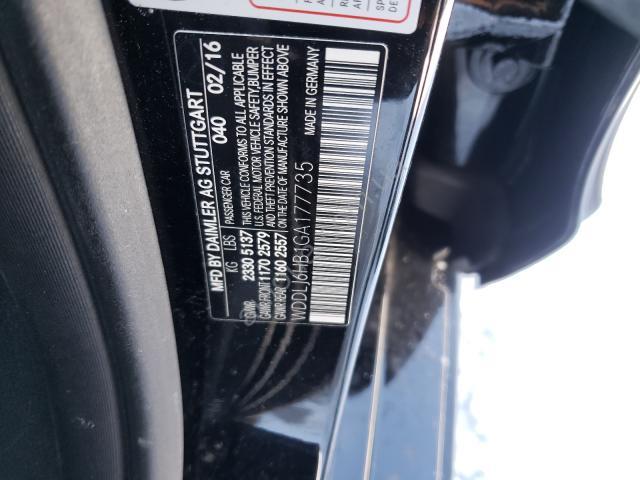 MFD BY DAIMLER AG STUTTGART
KG LBS PASSENGER CAR 040 02/16
GVWR 2330 5137 THIS VEHICLE CONFORMS TO ALL APPLICABLE
GAWR FRONT 1170 2579 U.S. FEDERAL MOTOR VEHICLE SAFETY, BUMPER
GAWR REAR 1160 2557 AND THEFT PREVENTION STANDARDS IN EFFECT
ON THE DATE OF MANUFACTURE SHOWN ABOVE
WDDLJ6HB3GA177735 MADE IN GERMANY